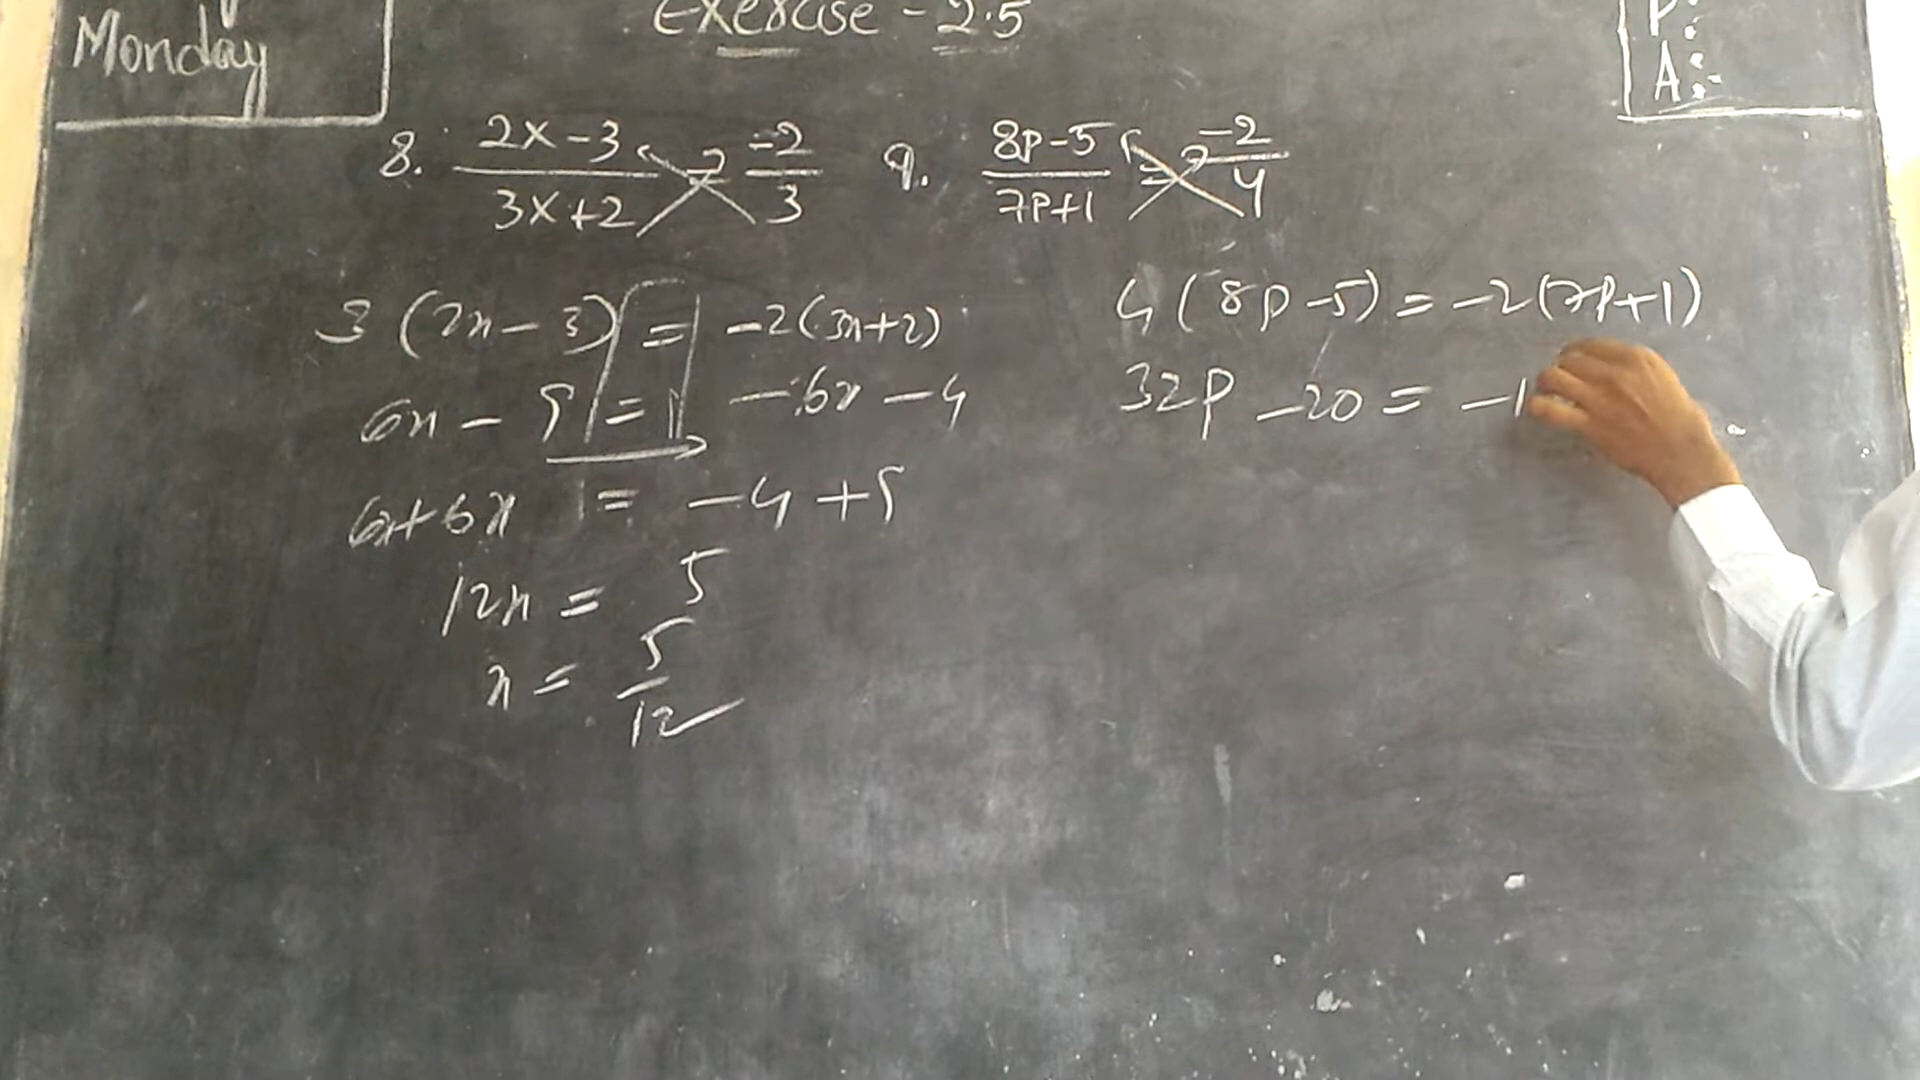 Monday
Exercise - 2.5
P:
A:
8. (2x-3)/(3x+2) = -2/3
3(2x-3) = -2(3x+2)
6x - 9 = -6x - 4
6x+6x = -4+9
12x = 5
x = 5/12
9. (8p-5)/(7p+1) = -2/4
4(8p-5) = -2(7p+1)
32p - 20 = -1